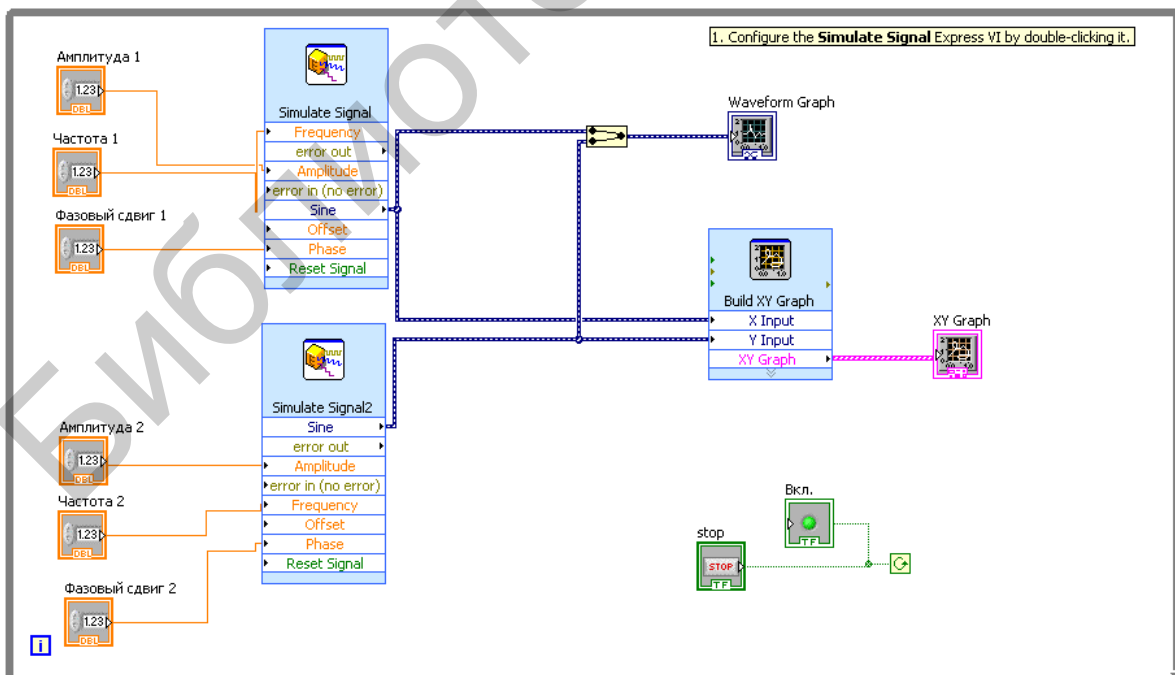 1. Configure the Simulate Signal Express VI by double-clicking it.
Амплитуда 1
1.23
DBL
Частота 1
1.23
DBL
Фазовый сдвиг 1
1.23
DBL
Simulate Signal
Frequency
error out
Amplitude
error in (no error)
Sine
Offset
Phase
Reset Signal
Waveform Graph
Build XY Graph
X Input
Y Input
XY Graph
XY Graph
Simulate Signal2
Sine
error out
Amplitude
error in (no error)
Frequency
Offset
Phase
Reset Signal
Амплитуда 2
1.23
DBL
Частота 2
1.23
DBL
Фазовый сдвиг 2
1.23
DBL
Вкл.
TF
stop
STOP
TF
i
Библио